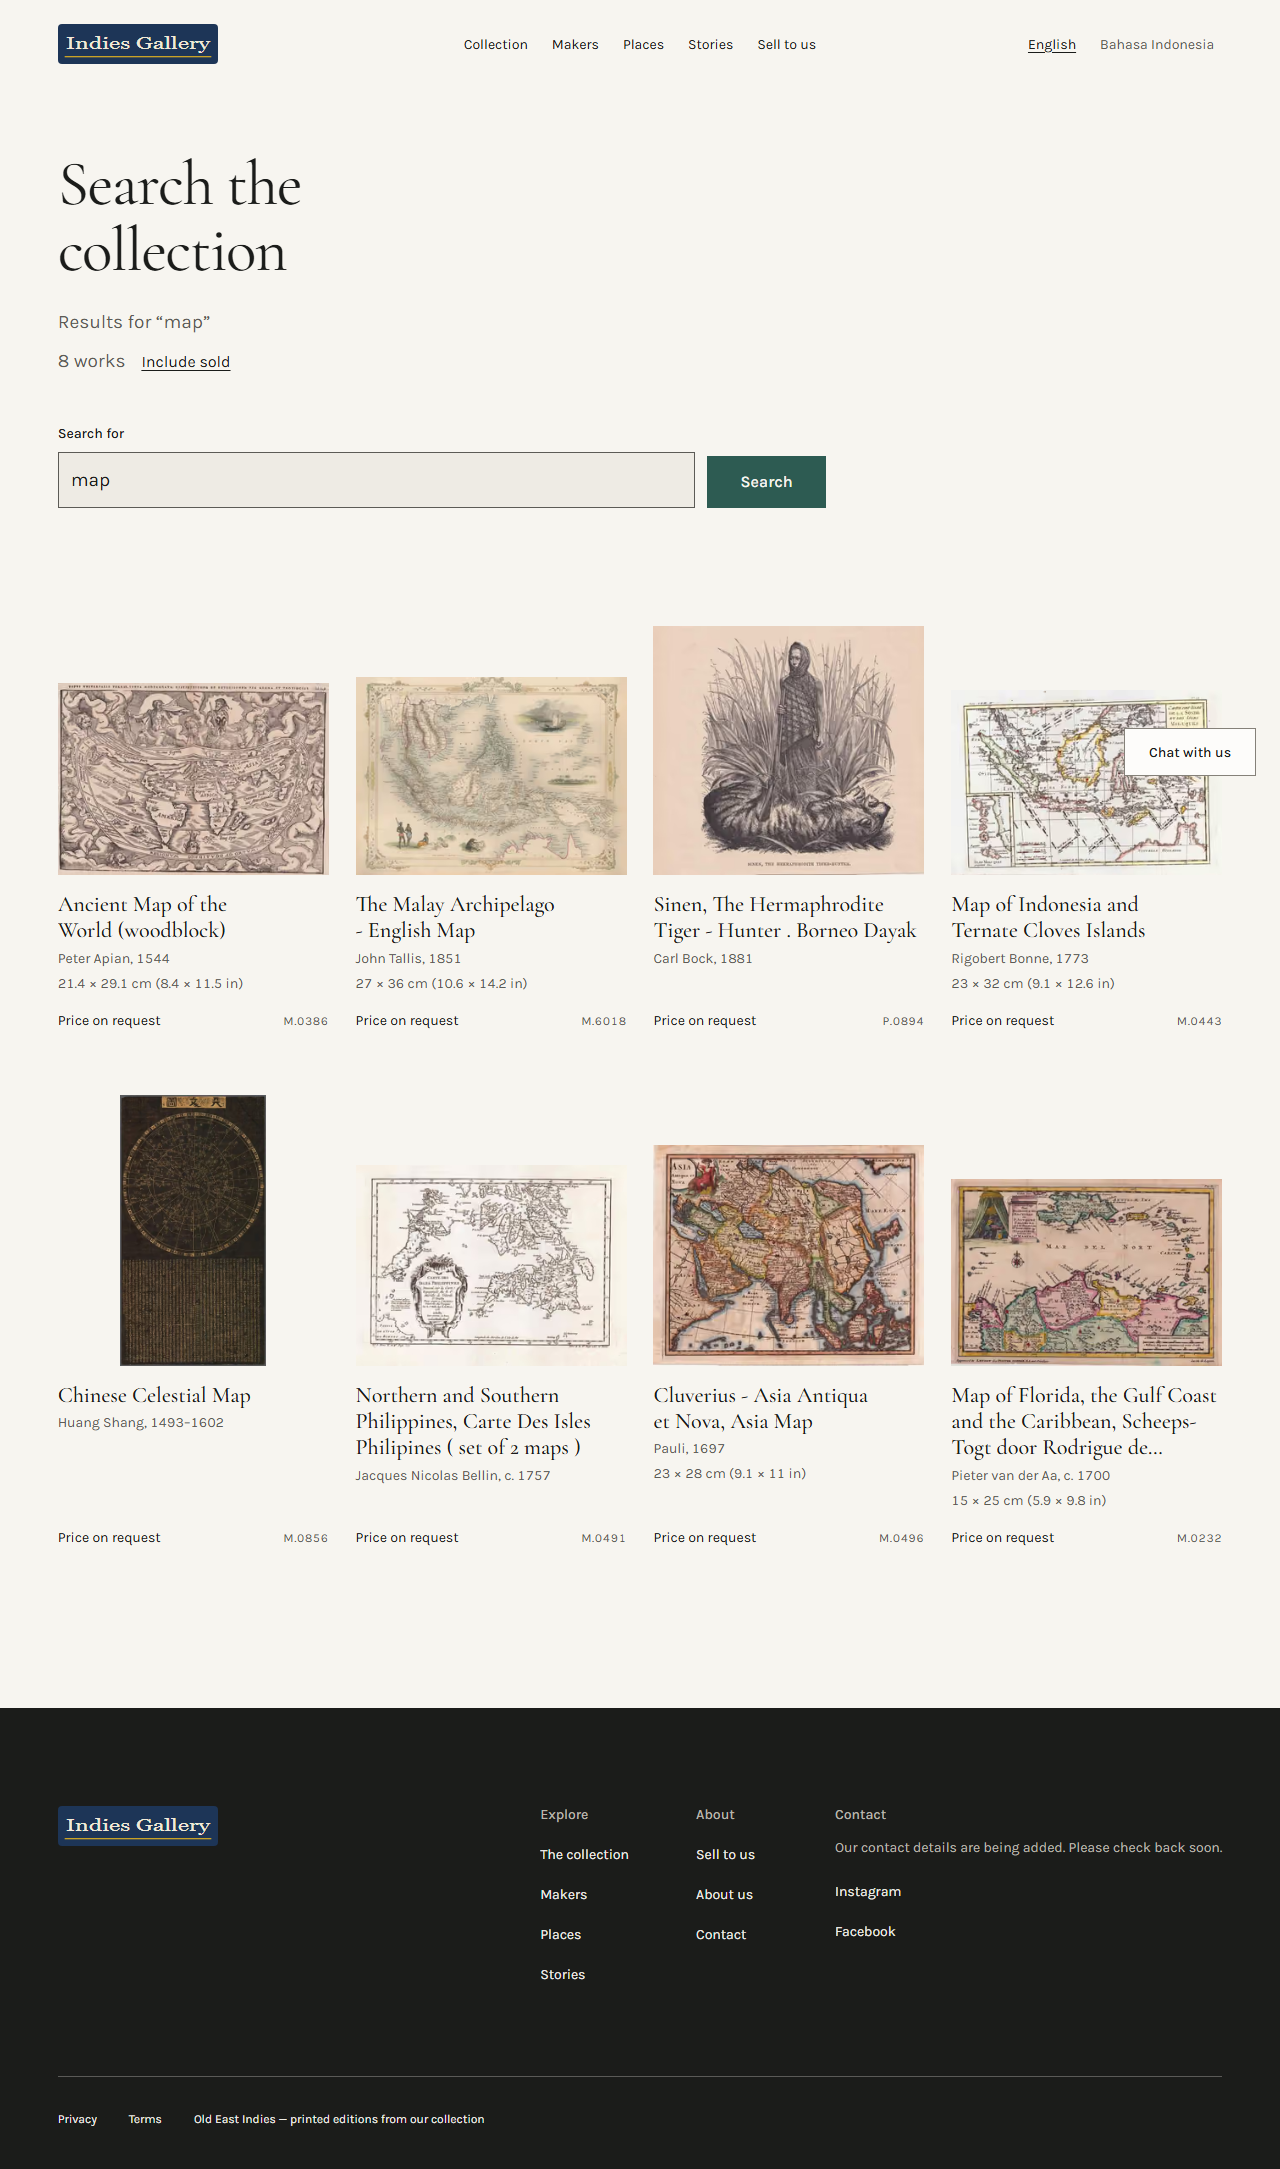 Indies Gallery
Collection Makers Places Stories Sell to us
English Bahasa Indonesia
Search the
collection
Results for “map”
8 works Include sold
Search for
map
Search
Chat with us
SINEN, THE HERMAPHRODITE TIGER-HUNTER.
Ancient Map of the
World (woodblock)
Peter Apian, 1544
21.4 × 29.1 cm (8.4 × 11.5 in)
Price on request M.0386
The Malay Archipelago
- English Map
John Tallis, 1851
27 × 36 cm (10.6 × 14.2 in)
Price on request M.6018
Sinen, The Hermaphrodite
Tiger - Hunter . Borneo Dayak
Carl Bock, 1881
Price on request P.0894
Map of Indonesia and
Ternate Cloves Islands
Rigobert Bonne, 1773
23 × 32 cm (9.1 × 12.6 in)
Price on request M.0443
ASIA
MAR DEL NORT
Chinese Celestial Map
Huang Shang, 1493–1602
Price on request M.0856
Northern and Southern
Philippines, Carte Des Isles
Philipines ( set of 2 maps )
Jacques Nicolas Bellin, c. 1757
Price on request M.0491
Cluverius - Asia Antiqua
et Nova, Asia Map
Pauli, 1697
23 × 28 cm (9.1 × 11 in)
Price on request M.0496
Map of Florida, the Gulf Coast
and the Caribbean, Scheeps-
Togt door Rodrigue de...
Pieter van der Aa, c. 1700
15 × 25 cm (5.9 × 9.8 in)
Price on request M.0232
Indies Gallery
Explore
The collection
Makers
Places
Stories
About
Sell to us
About us
Contact
Contact
Our contact details are being added. Please check back soon.
Instagram
Facebook
Privacy Terms Old East Indies — printed editions from our collection